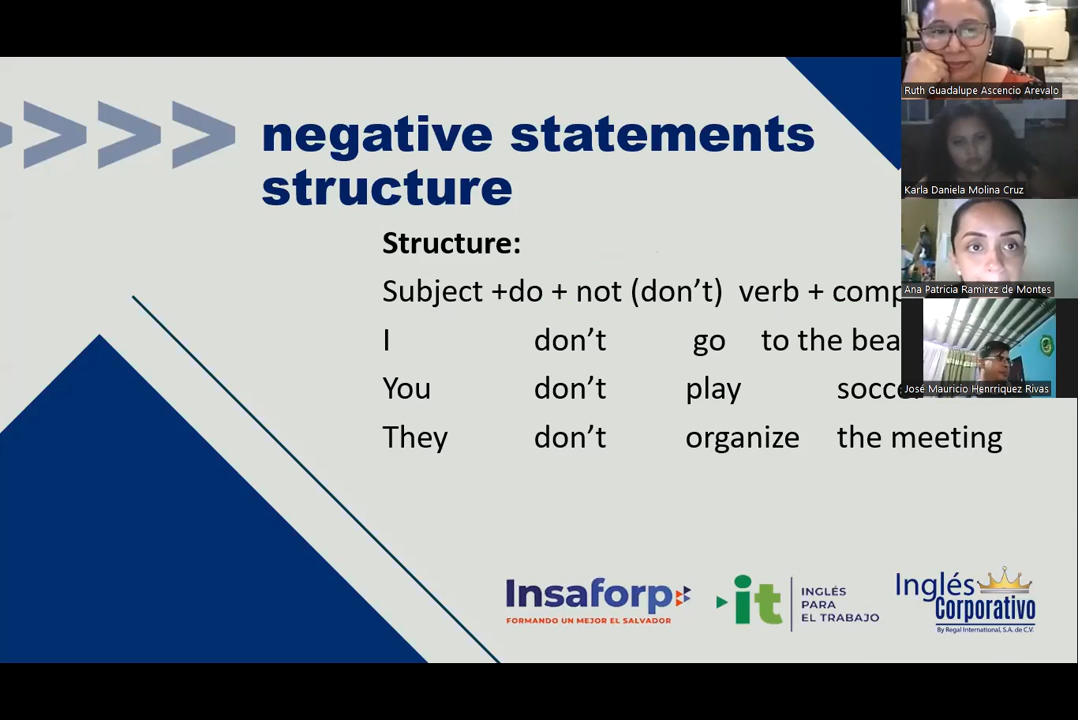 negative statements
structure
Structure:
Subject +do + not (don't) verb + comp
I don't go to the bea
You don't play socce
They don't organize the meeting
Ruth Guadalupe Ascencio Arevalo
Karla Daniela Molina Cruz
Ana Patricia Ramirez de Montes
José Mauricio Henrriquez Rivas
Insaforp
FORMANDO UN MEJOR EL SALVADOR
it
INGLÉS
PARA
EL TRABAJO
Inglés
Corporativo
By Regal International, S.A. de C.V.